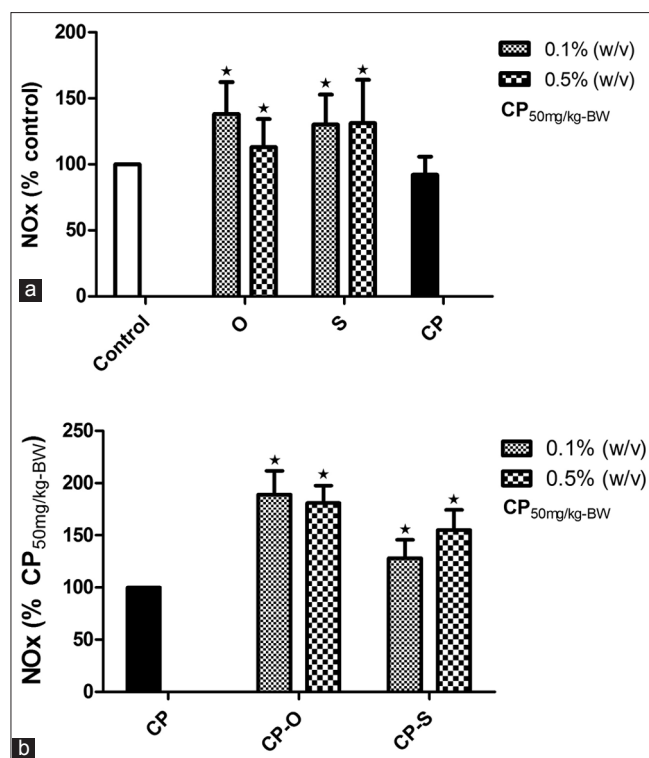 200
150
100
50
0
NOx (% control)
★ ★ ★ ★
0.1% (w/v)
0.5% (w/v)
CP50mg/kg-BW
a
Control O S CP
250
200
150
100
50
0
NOx (% CP50mg/kg-BW)
★ ★ ★ ★
0.1% (w/v)
0.5% (w/v)
CP50mg/kg-BW
b
CP CP-O CP-S